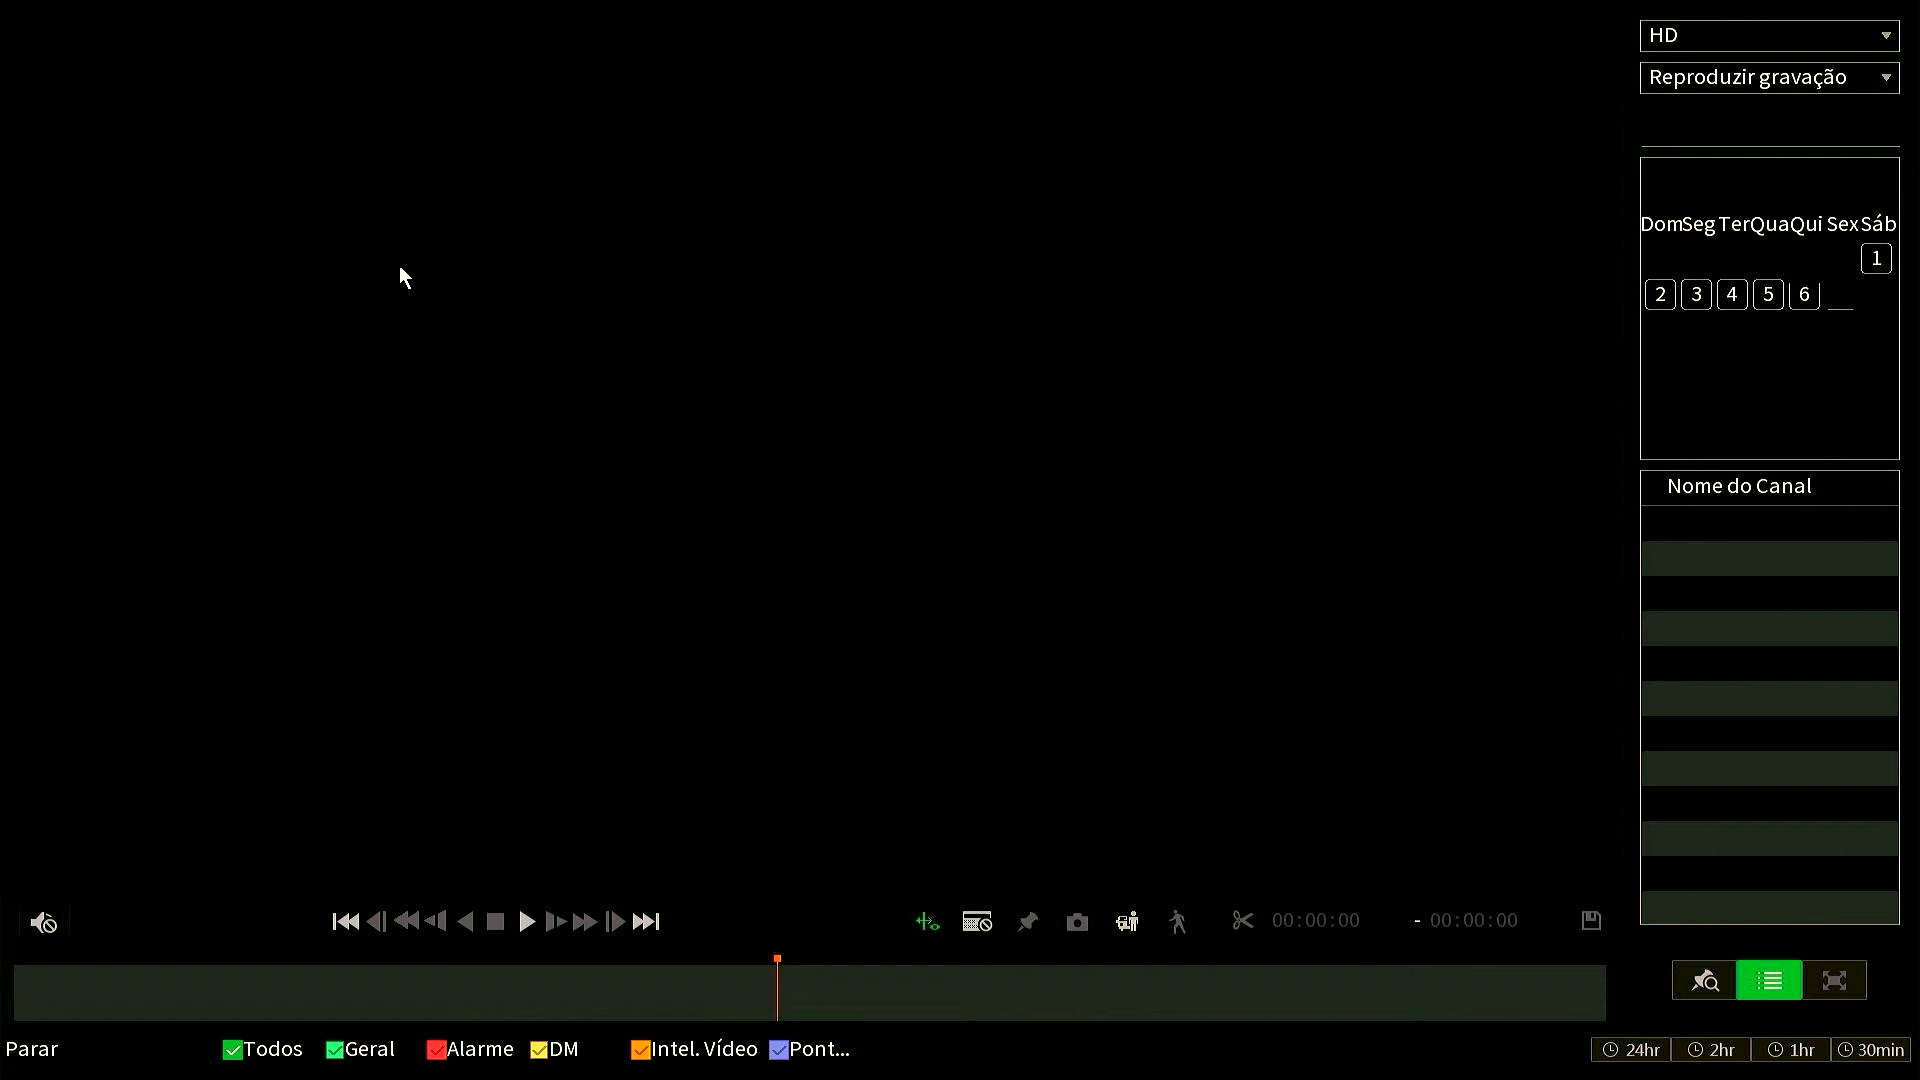 HD
Reproduzir gravação
Dom Seg Ter Qua Qui Sex Sáb
1
2 3 4 5 6
Nome do Canal
00:00:00 - 00:00:00
Parar Todos Geral Alarme DM Intel. Vídeo Pont... 24hr 2hr 1hr 30min